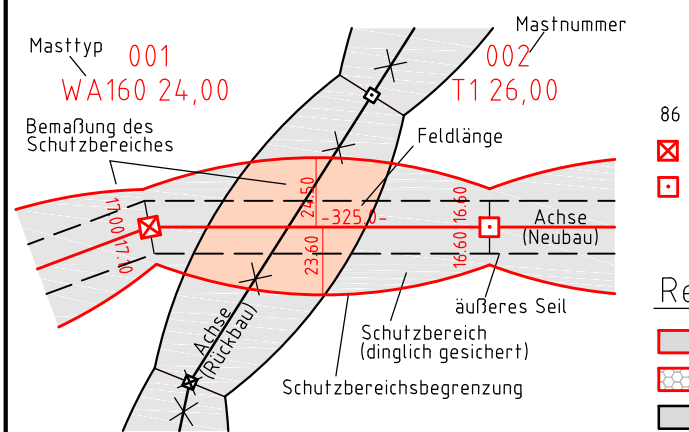 Masttyp
001
WA160 24,00
Mastnummer
002
T1 26,00
86
Bemaßung des
Schutzbereiches
Feldlänge
17.00
17.10
24.50
-325.0-
23.60
16.60
16.60
Achse
(Neubau)
äußeres Seil
Achse
(Rückbau)
Schutzbereich
(dinglich gesichert)
Schutzbereichsbegrenzung
Re